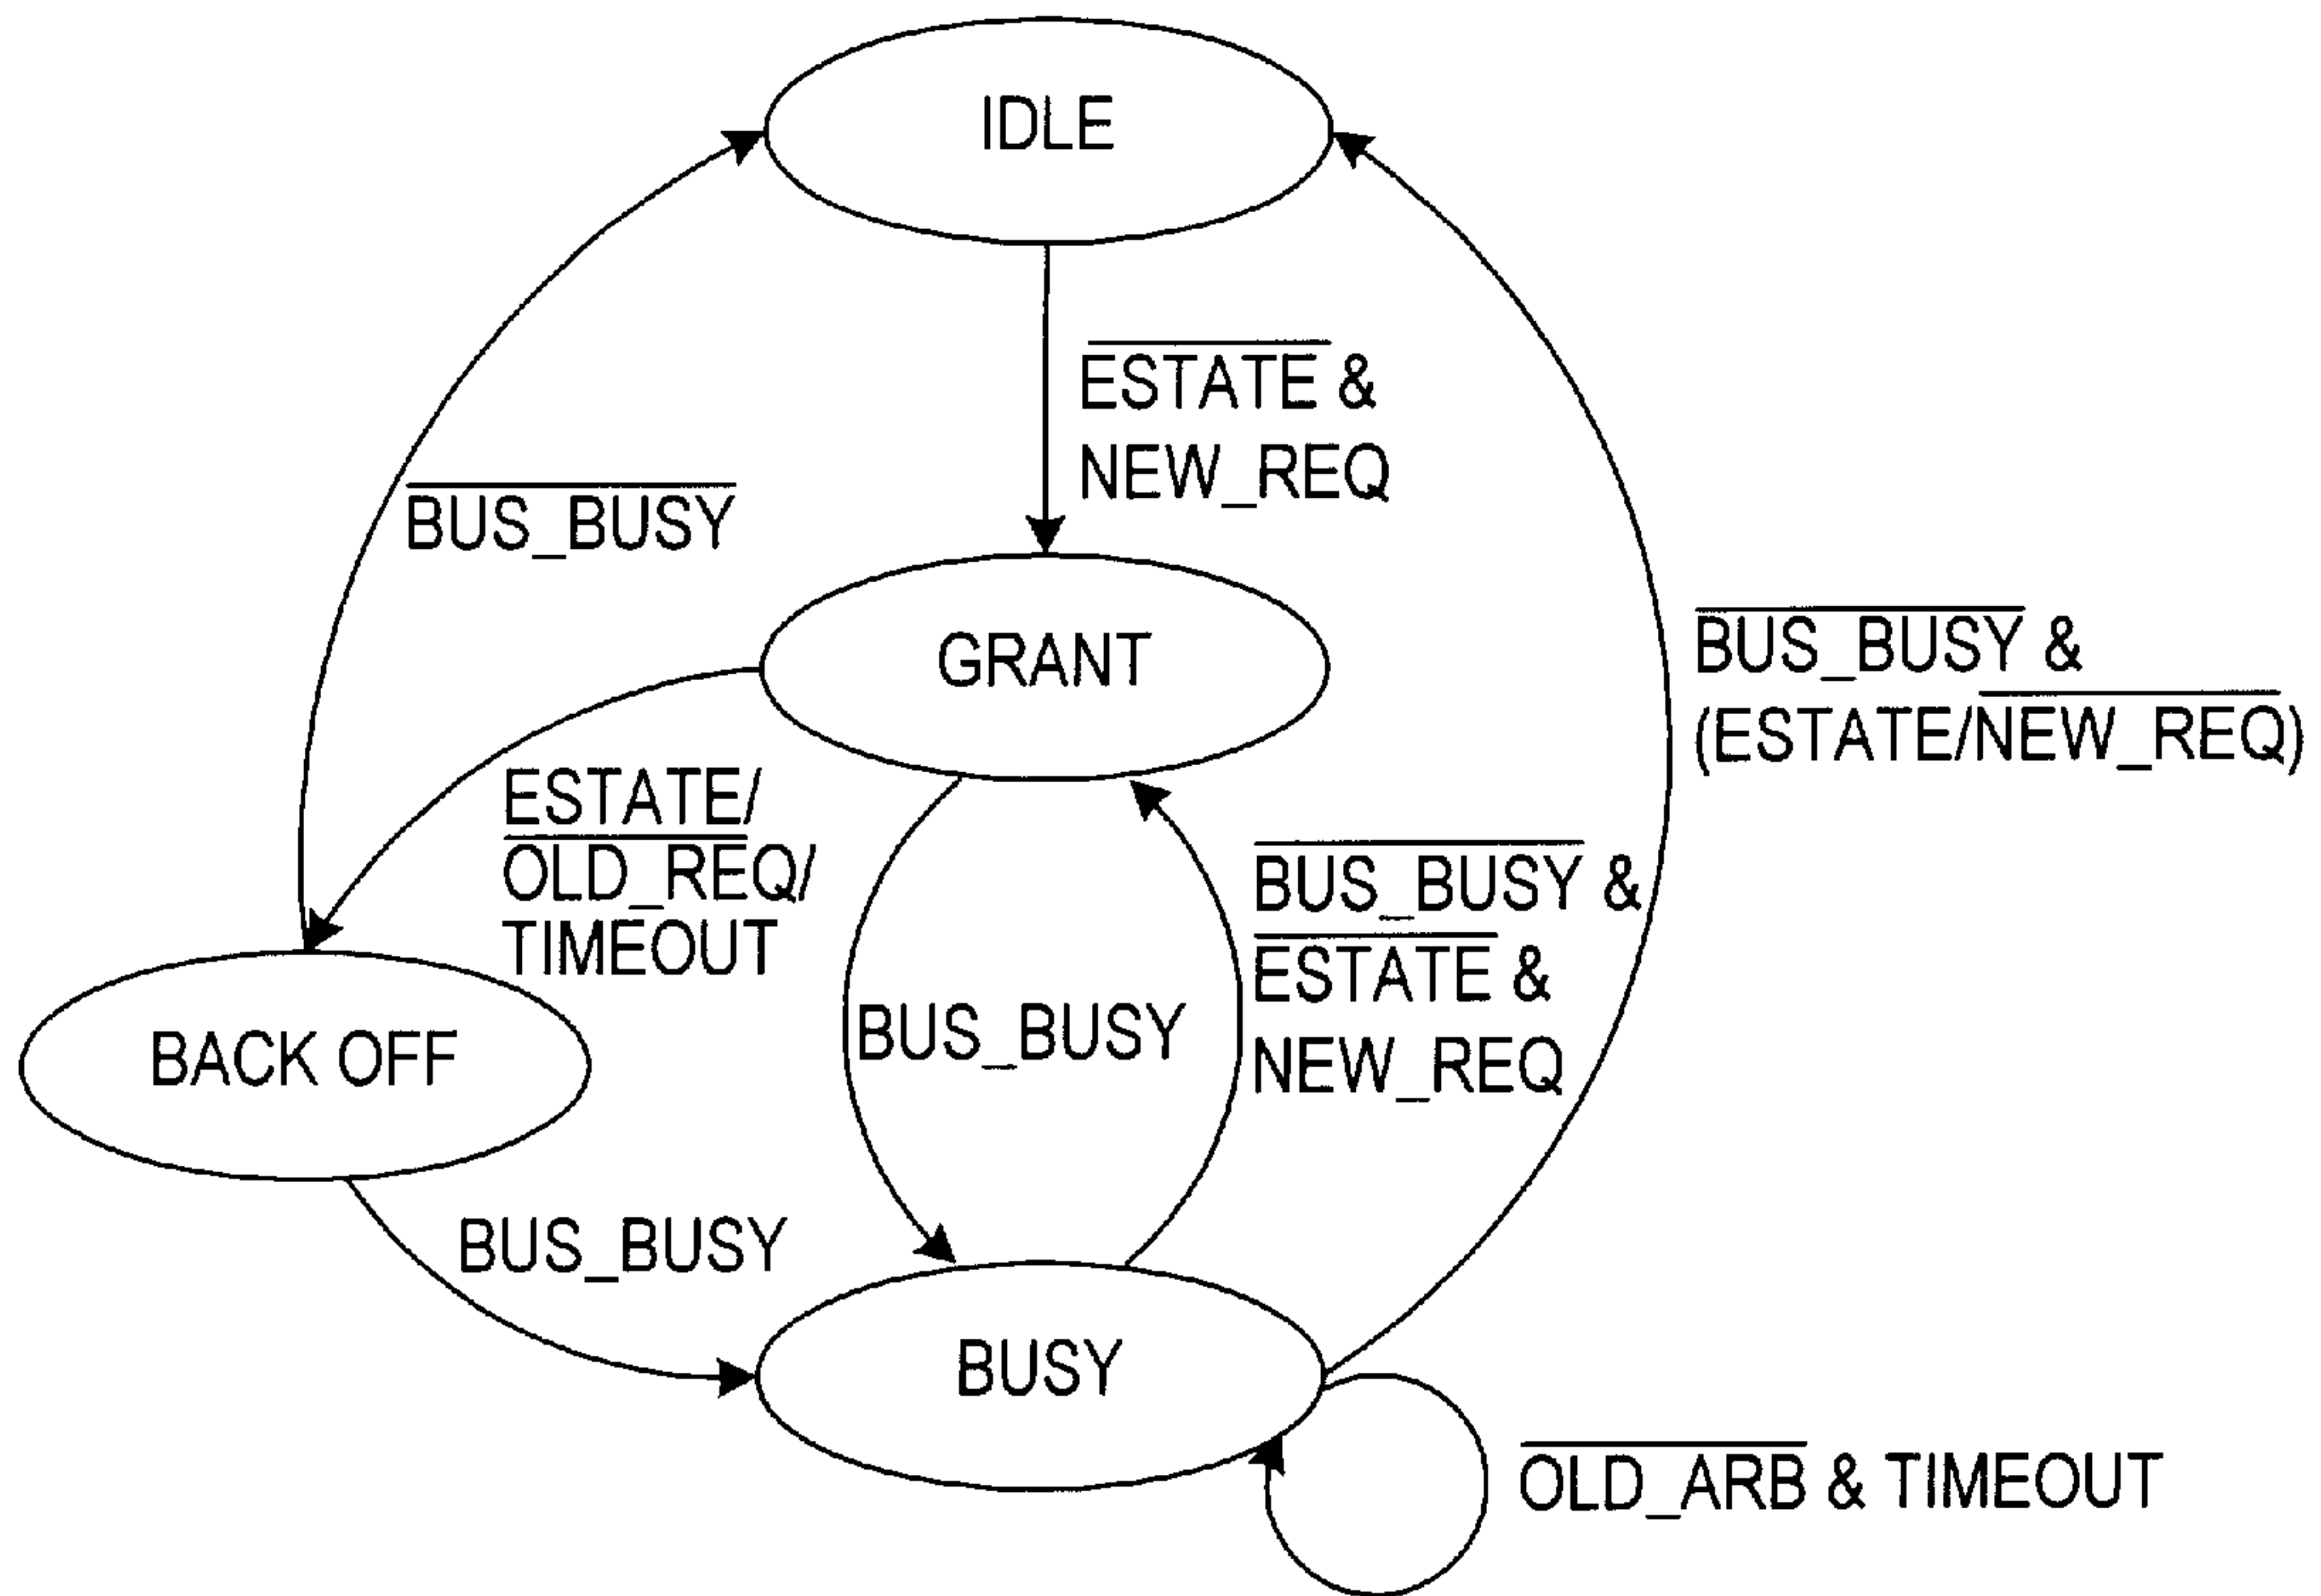 IDLE
ESTATE &
NEW_REQ
BUS_BUSY
GRANT
BUS_BUSY &
(ESTATE/NEW_REQ)
ESTATE/
OLD_REQ/
TIMEOUT
BUS_BUSY &
ESTATE &
NEW_REQ
BUS_BUSY
BACK OFF
BUS_BUSY
BUSY
OLD_ARB & TIMEOUT